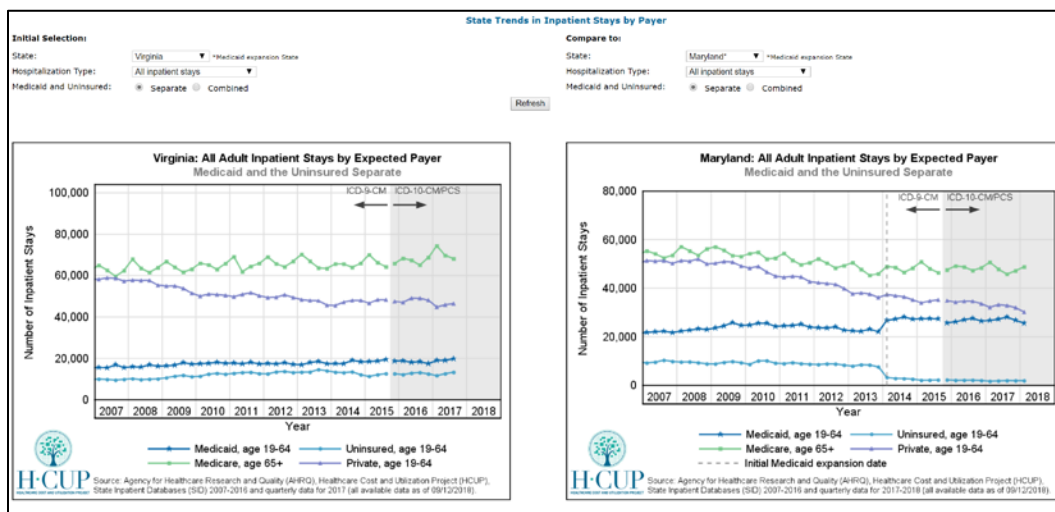 State Trends in Inpatient Stays by Payer
Initial Selection:
State: Virginia *Medicaid expansion State
Hospitalization Type: All inpatient stays
Medicaid and Uninsured: Separate Combined
Compare to:
State: Maryland* *Medicaid expansion State
Hospitalization Type: All inpatient stays
Medicaid and Uninsured: Separate Combined
Refresh
Virginia: All Adult Inpatient Stays by Expected Payer
Medicaid and the Uninsured Separate
ICD-9-CM ICD-10-CM/PCS
Number of Inpatient Stays
100,000
80,000
60,000
40,000
20,000
0
2007 2008 2009 2010 2011 2012 2013 2014 2015 2016 2017 2018
Year
Medicaid, age 19-64 Uninsured, age 19-64
Medicare, age 65+ Private, age 19-64
H·CUP
HEALTHCARE COST AND UTILIZATION PROJECT
Source: Agency for Healthcare Research and Quality (AHRQ), Healthcare Cost and Utilization Project (HCUP),
State Inpatient Databases (SID) 2007-2016 and quarterly data for 2017 (all available data as of 09/12/2018).
Maryland: All Adult Inpatient Stays by Expected Payer
Medicaid and the Uninsured Separate
ICD-9-CM ICD-10-CM/PCS
Number of Inpatient Stays
80,000
60,000
40,000
20,000
0
2007 2008 2009 2010 2011 2012 2013 2014 2015 2016 2017 2018
Year
Medicaid, age 19-64 Uninsured, age 19-64
Medicare, age 65+ Private, age 19-64
Initial Medicaid expansion date
H·CUP
HEALTHCARE COST AND UTILIZATION PROJECT
Source: Agency for Healthcare Research and Quality (AHRQ), Healthcare Cost and Utilization Project (HCUP),
State Inpatient Databases (SID) 2007-2016 and quarterly data for 2017-2018 (all available data as of 09/12/2018).